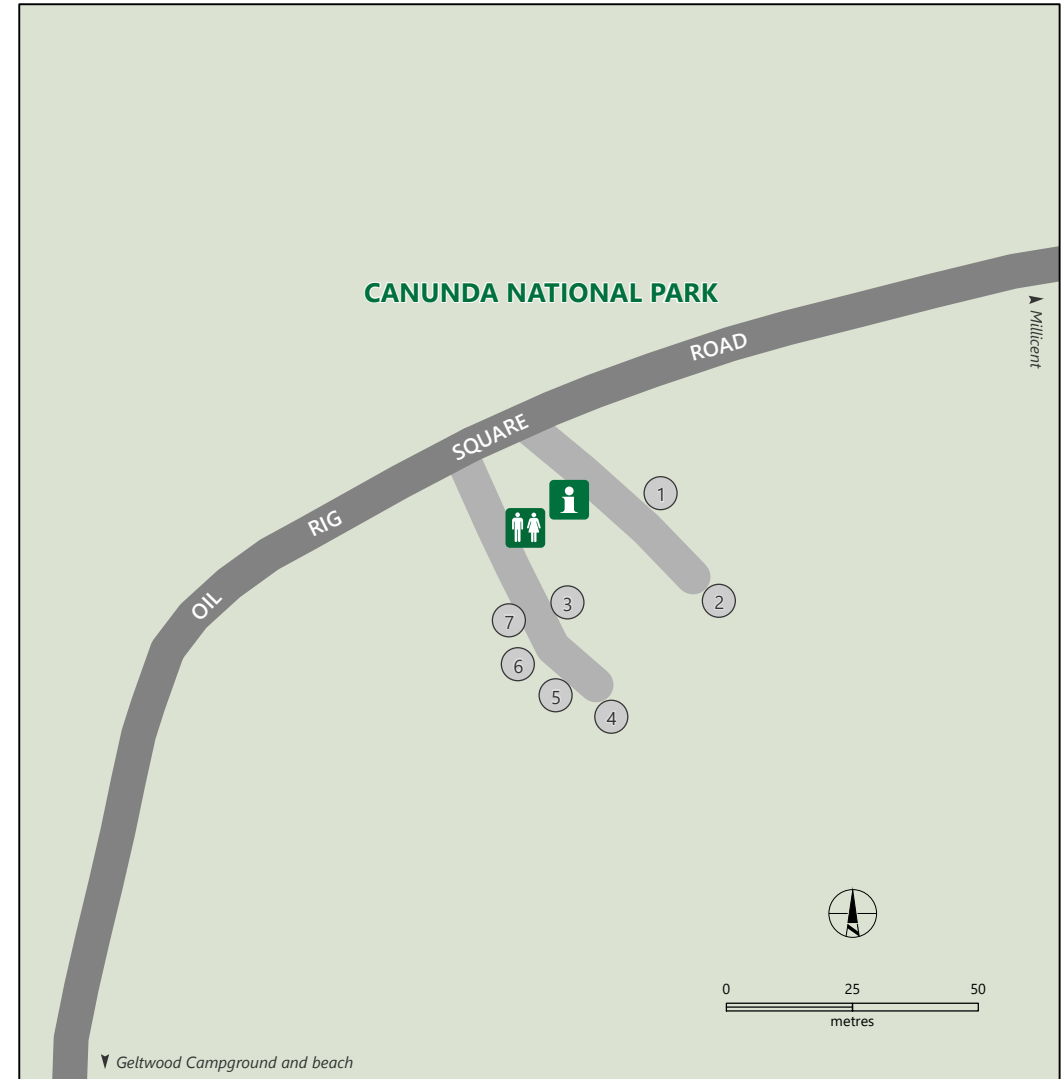 CANUNDA NATIONAL PARK
Millicent
ROAD
SQUARE
RIG
OIL
1
2
3
7
6
5
4
0 25 50
metres
Geltwood Campground and beach